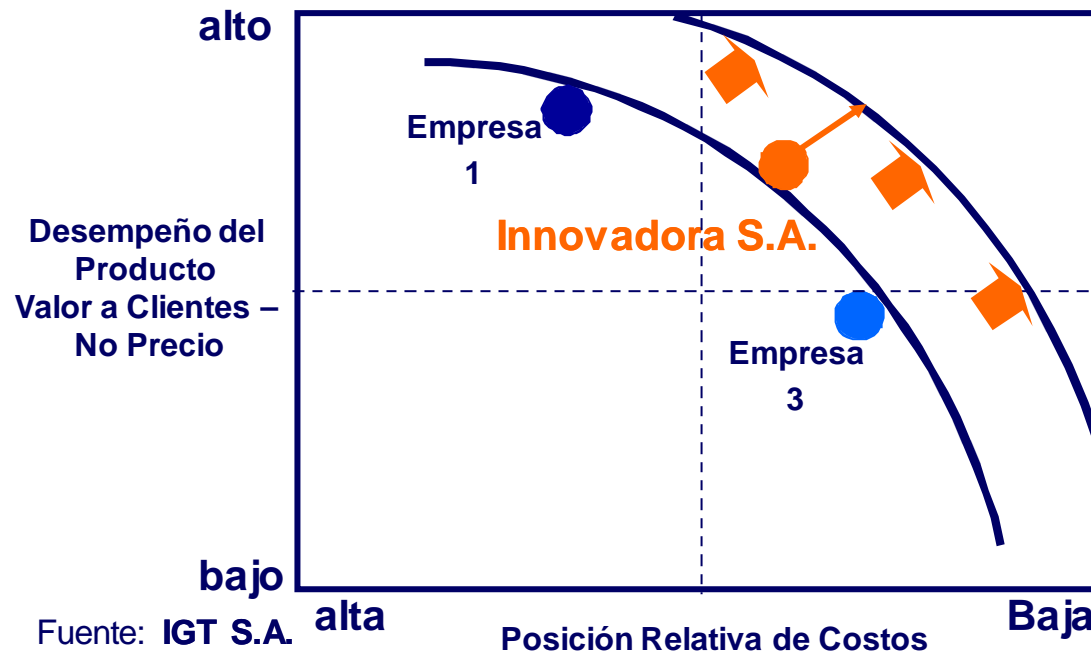 alto
Empresa
1
Innovadora S.A.
Desempeño del
Producto
Valor a Clientes –
No Precio
Empresa
3
bajo
alta
Baja
Fuente: IGT S.A.
Posición Relativa de Costos